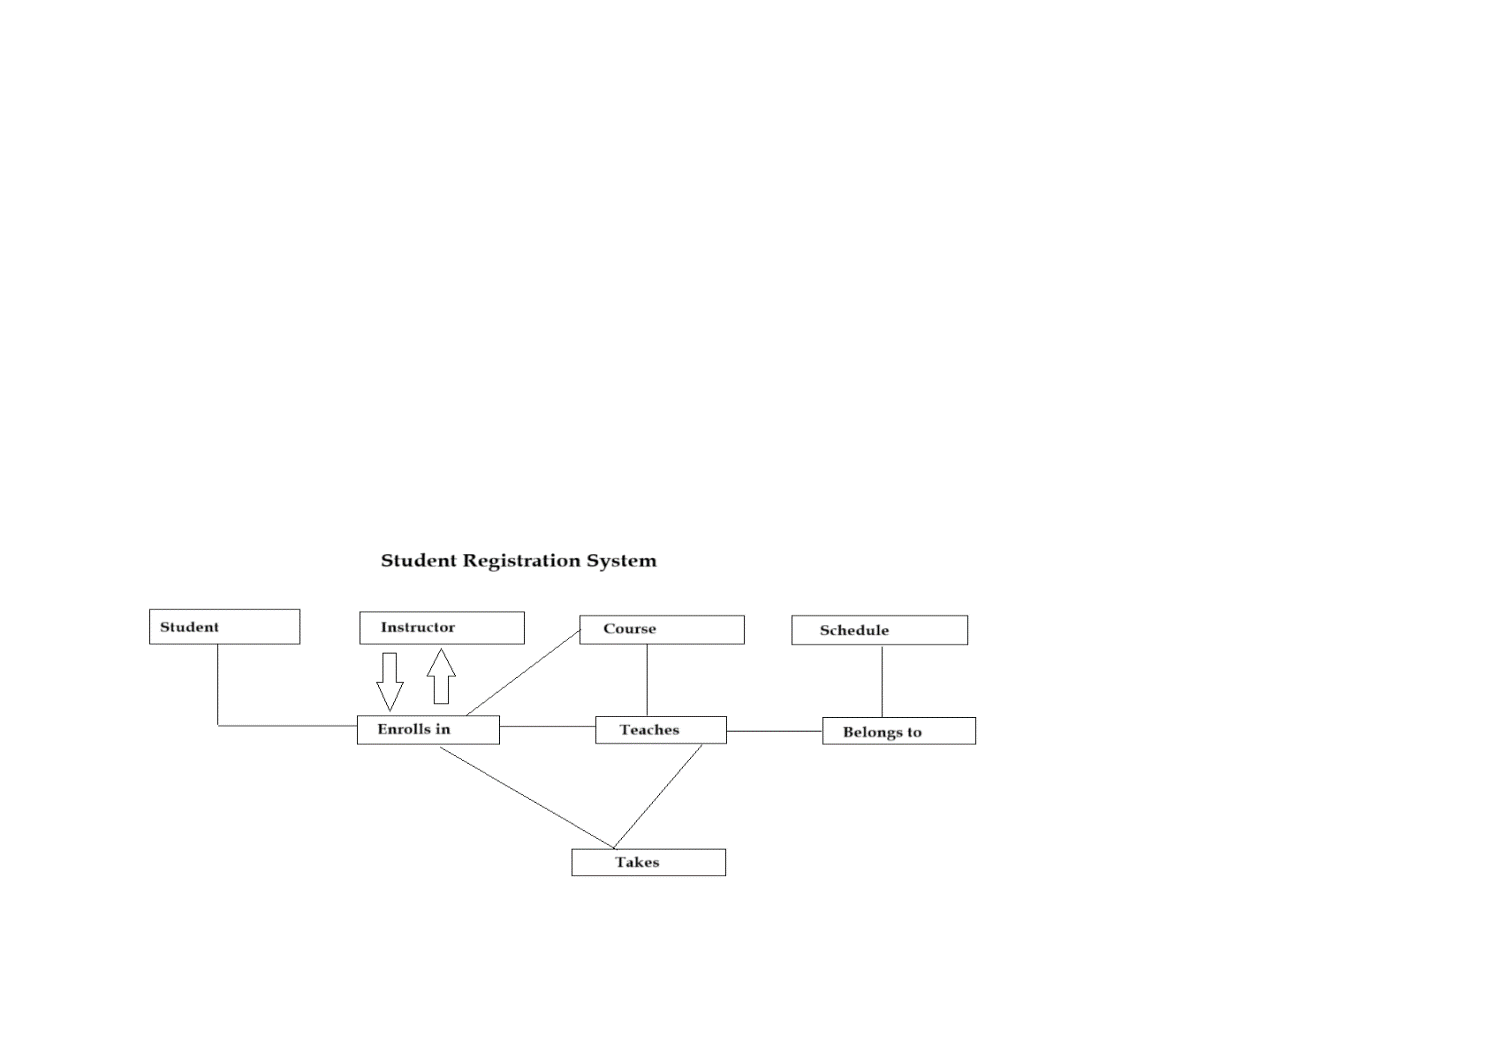 Student Registration System
Student
Instructor
Course
Schedule
Enrolls in
Teaches
Belongs to
Takes